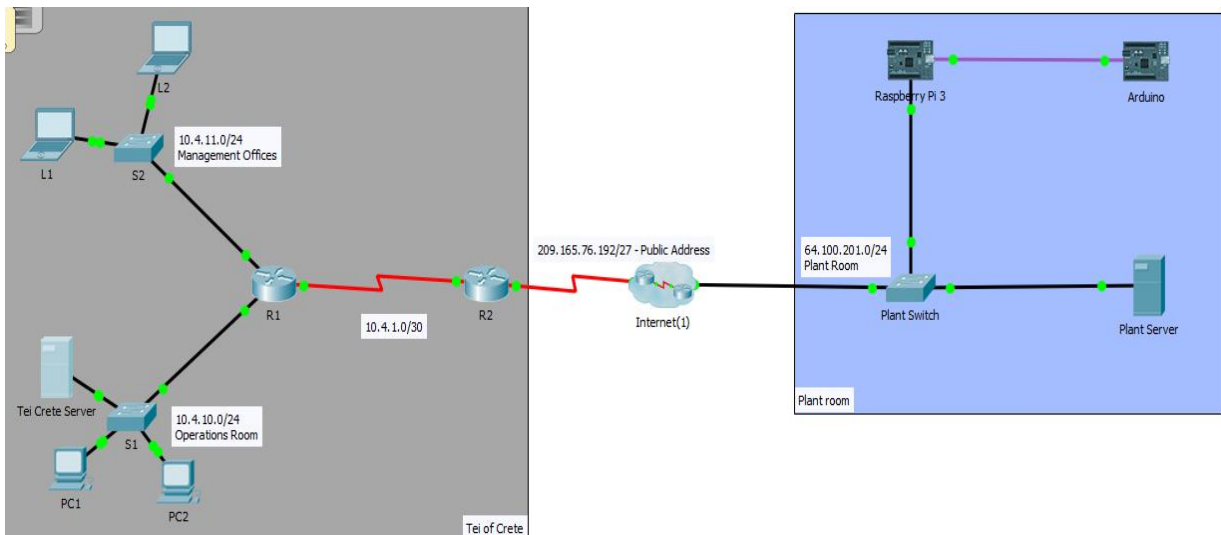 L2
10.4.11.0/24
Management Offices
L1
S2
R1
10.4.1.0/30
R2
Tei Crete Server
10.4.10.0/24
Operations Room
S1
PC1
PC2
Tei of Crete
209.165.76.192/27 - Public Address
Internet(1)
Raspberry Pi 3
Arduino
64.100.201.0/24
Plant Room
Plant Switch
Plant Server
Plant room